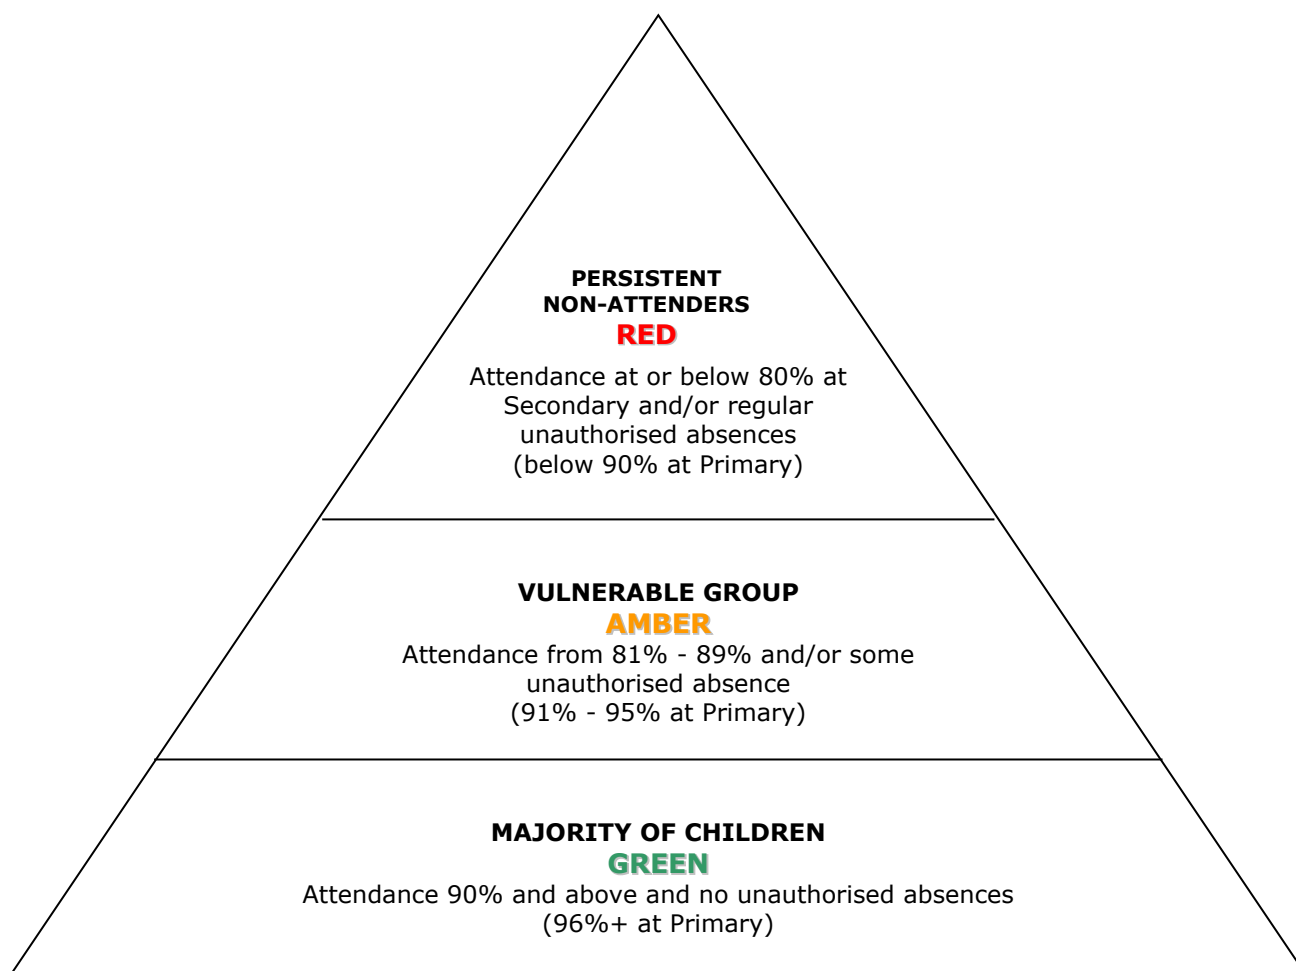 PERSISTENT
NON-ATTENDERS
RED
Attendance at or below 80% at
Secondary and/or regular
unauthorised absences
(below 90% at Primary)
VULNERABLE GROUP
AMBER
Attendance from 81% - 89% and/or some
unauthorised absence
(91% - 95% at Primary)
MAJORITY OF CHILDREN
GREEN
Attendance 90% and above and no unauthorised absences
(96%+ at Primary)